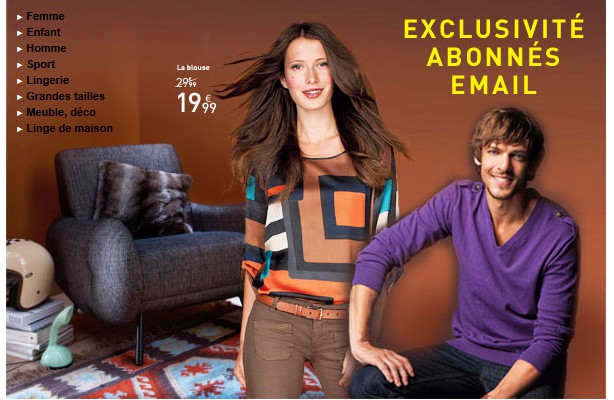 ► Femme
► Enfant
► Homme
► Sport
► Lingerie
► Grandes tailles
► Meuble, déco
► Linge de maison
La blouse
29€99
19€99
EXCLUSIVITÉ
ABONNÉS
EMAIL